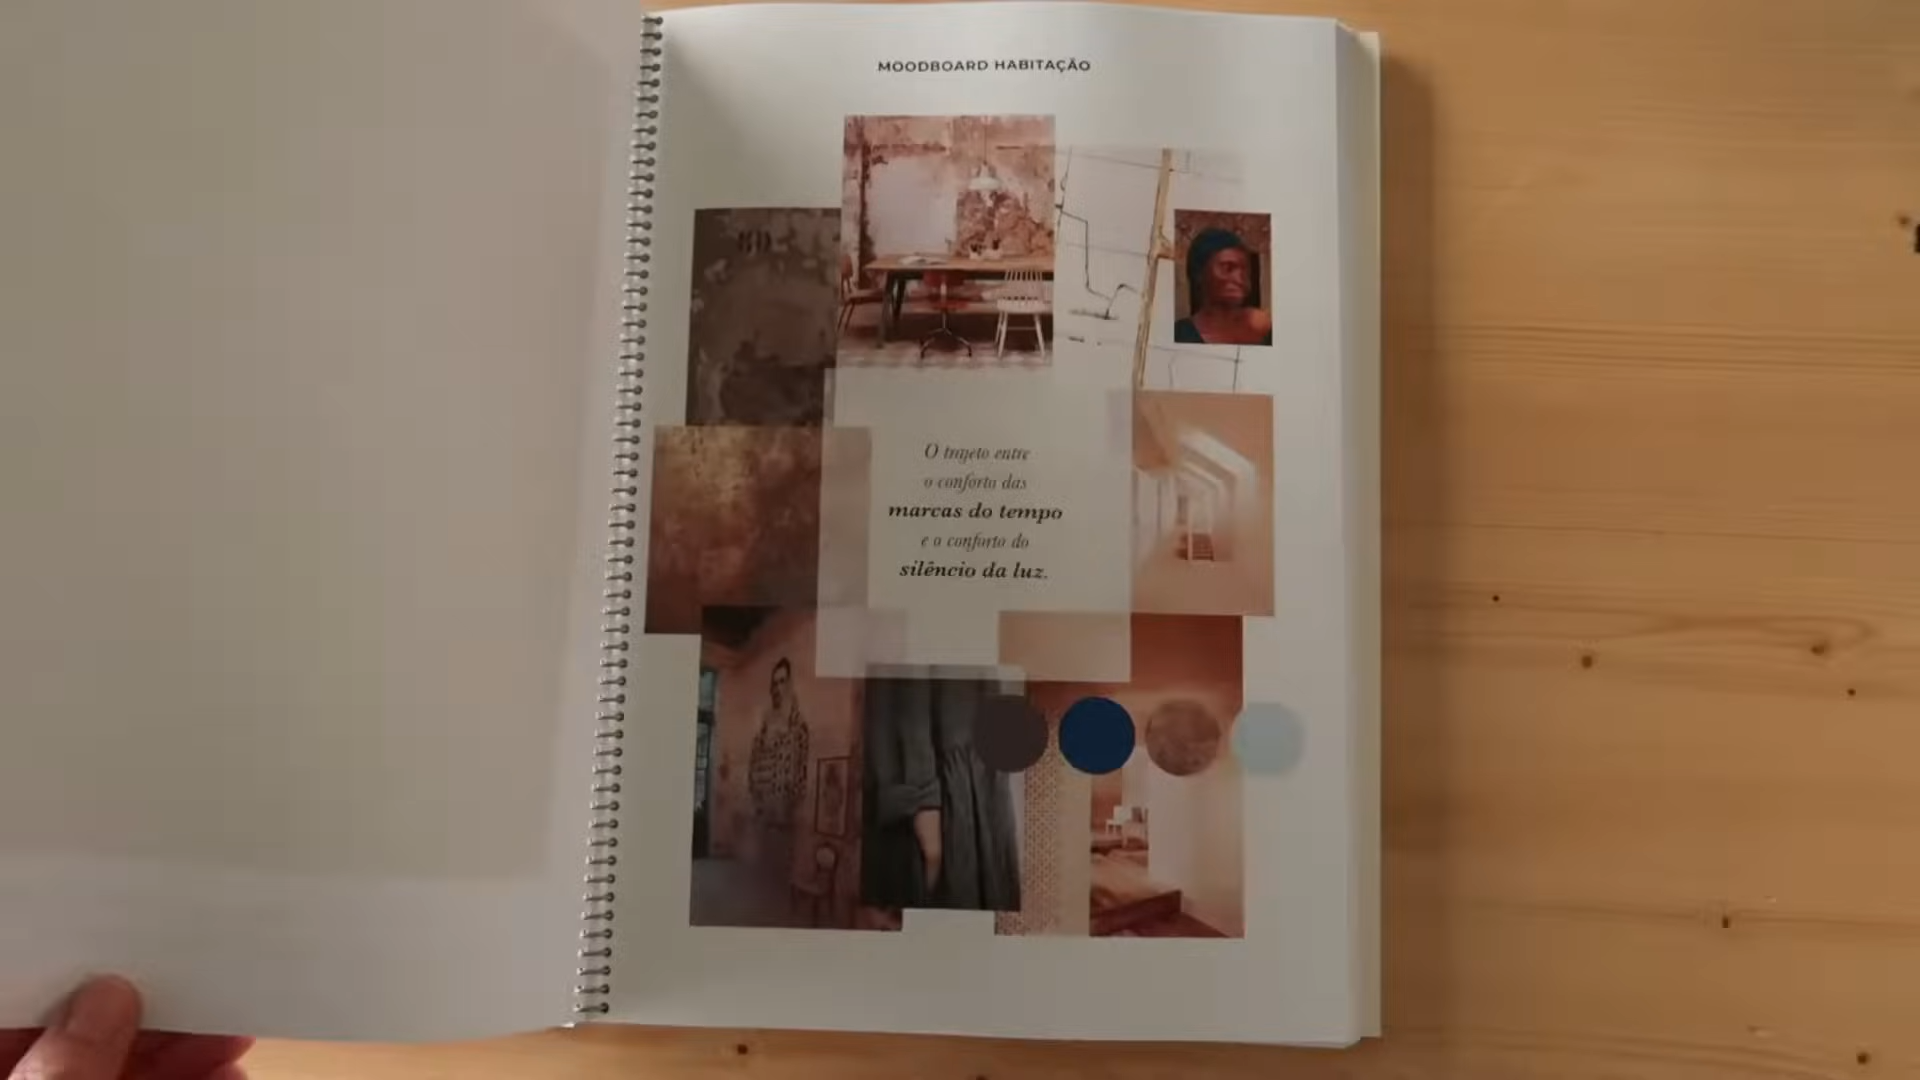 MOODBOARD HABITAÇÃO
O trajeto entre
o conforto das
marcas do tempo
e o conforto do
silêncio da luz.